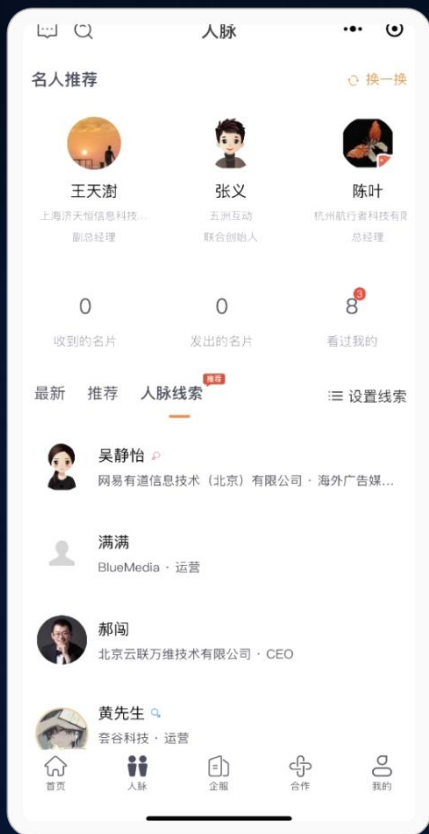 人脉
名人推荐
换一换
王天澍 张义 陈叶
上海济天恒信息科技... 五洲互动 杭州航行者科技有限
副总经理 联合创始人 总经理
0 0 8 3
收到的名片 发出的名片 看过我的
最新 推荐 人脉线索 推荐 设置线索
吴静怡
网易有道信息技术（北京）有限公司 · 海外广告媒...
满满
BlueMedia · 运营
郝闯
北京云联万维技术有限公司 · CEO
黄先生
夽谷科技 · 运营
首页 人脉 企服 合作 我的